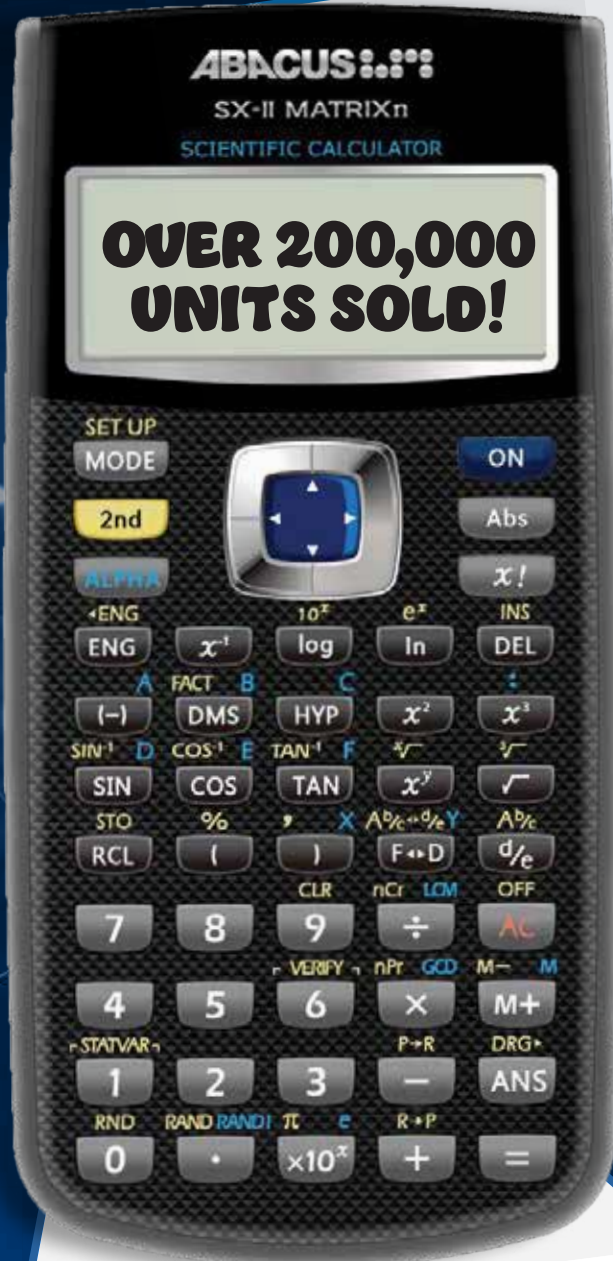 ABACUS
SX-II MATRIXn
SCIENTIFIC CALCULATOR
OVER 200,000
UNITS SOLD!
SET UP
MODE
ON
2nd
Abs
ALPHA
x!
◂ENG 10ˣ eˣ INS
ENG x⁻¹ log ln DEL
A FACT B C :
(−) DMS HYP x² x³
SIN⁻¹ D COS⁻¹ E TAN⁻¹ F ˣ√ ³√
SIN COS TAN xʸ √
STO % , X Ab/c↔d/e Y Ab/c
RCL ( ) F↔D d/e
CLR nCr LCM OFF
7 8 9 ÷ AC
VERIFY nPr GCD M− M
4 5 6 × M+
STATVAR P→R DRG▸
1 2 3 − ANS
RND RAND RANDI π e R→P
0 · ×10ˣ + =